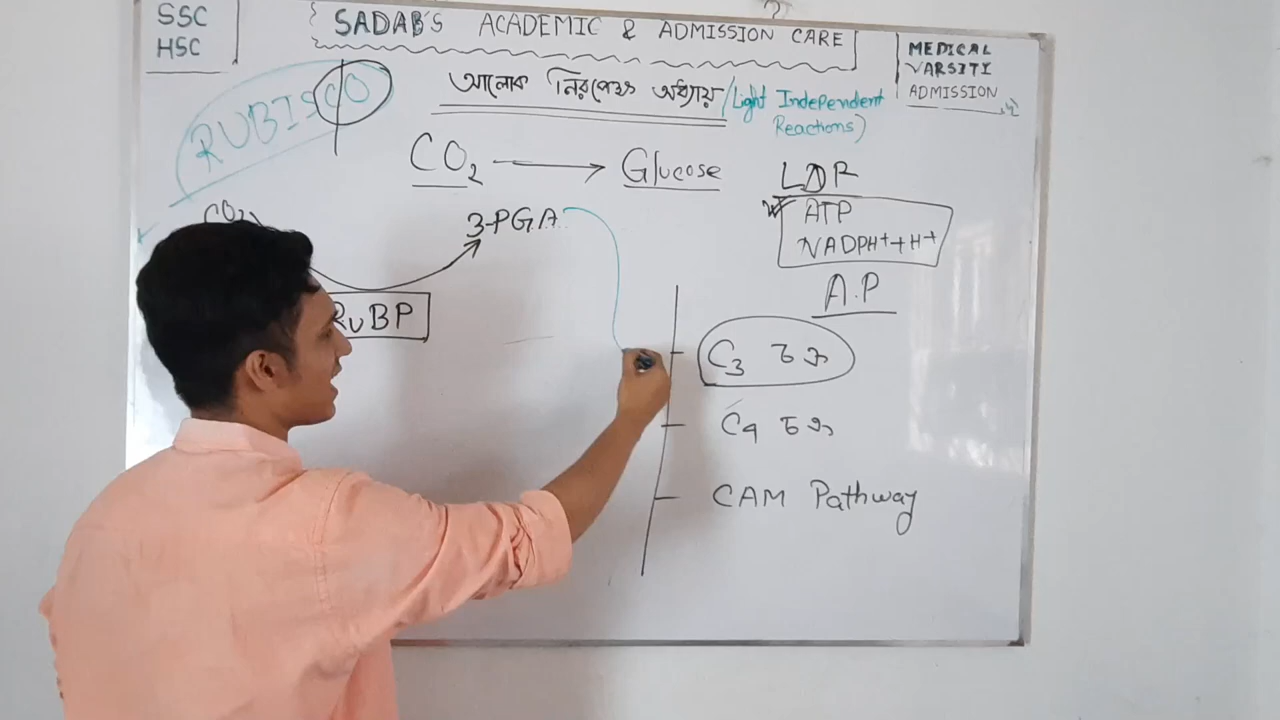 SSC
HSC
SADAB'S ACADEMIC & ADMISSION CARE
MEDICAL
VARSITI
ADMISSION
RUBISCO
আলোক নিরপেক্ষ অধ্যায় / (Light Independent
Reactions)
CO2 → Glucose
LDR
ATP
NADPH+ + H+
A.P
CO2
3-PGA
RuBP
C3 চক্র
C4 চক্র
CAM Pathway